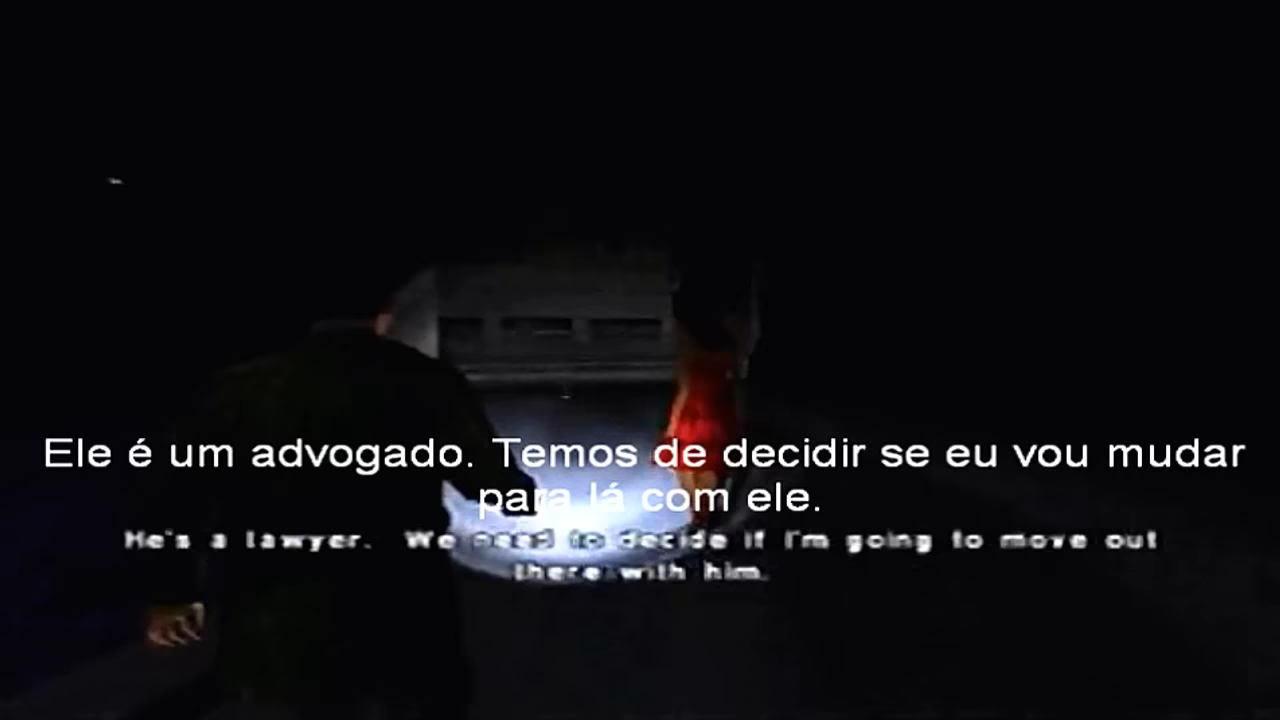 Ele é um advogado. Temos de decidir se eu vou mudar
para lá com ele.
He's a lawyer. We need to decide if I'm going to move out
there with him.